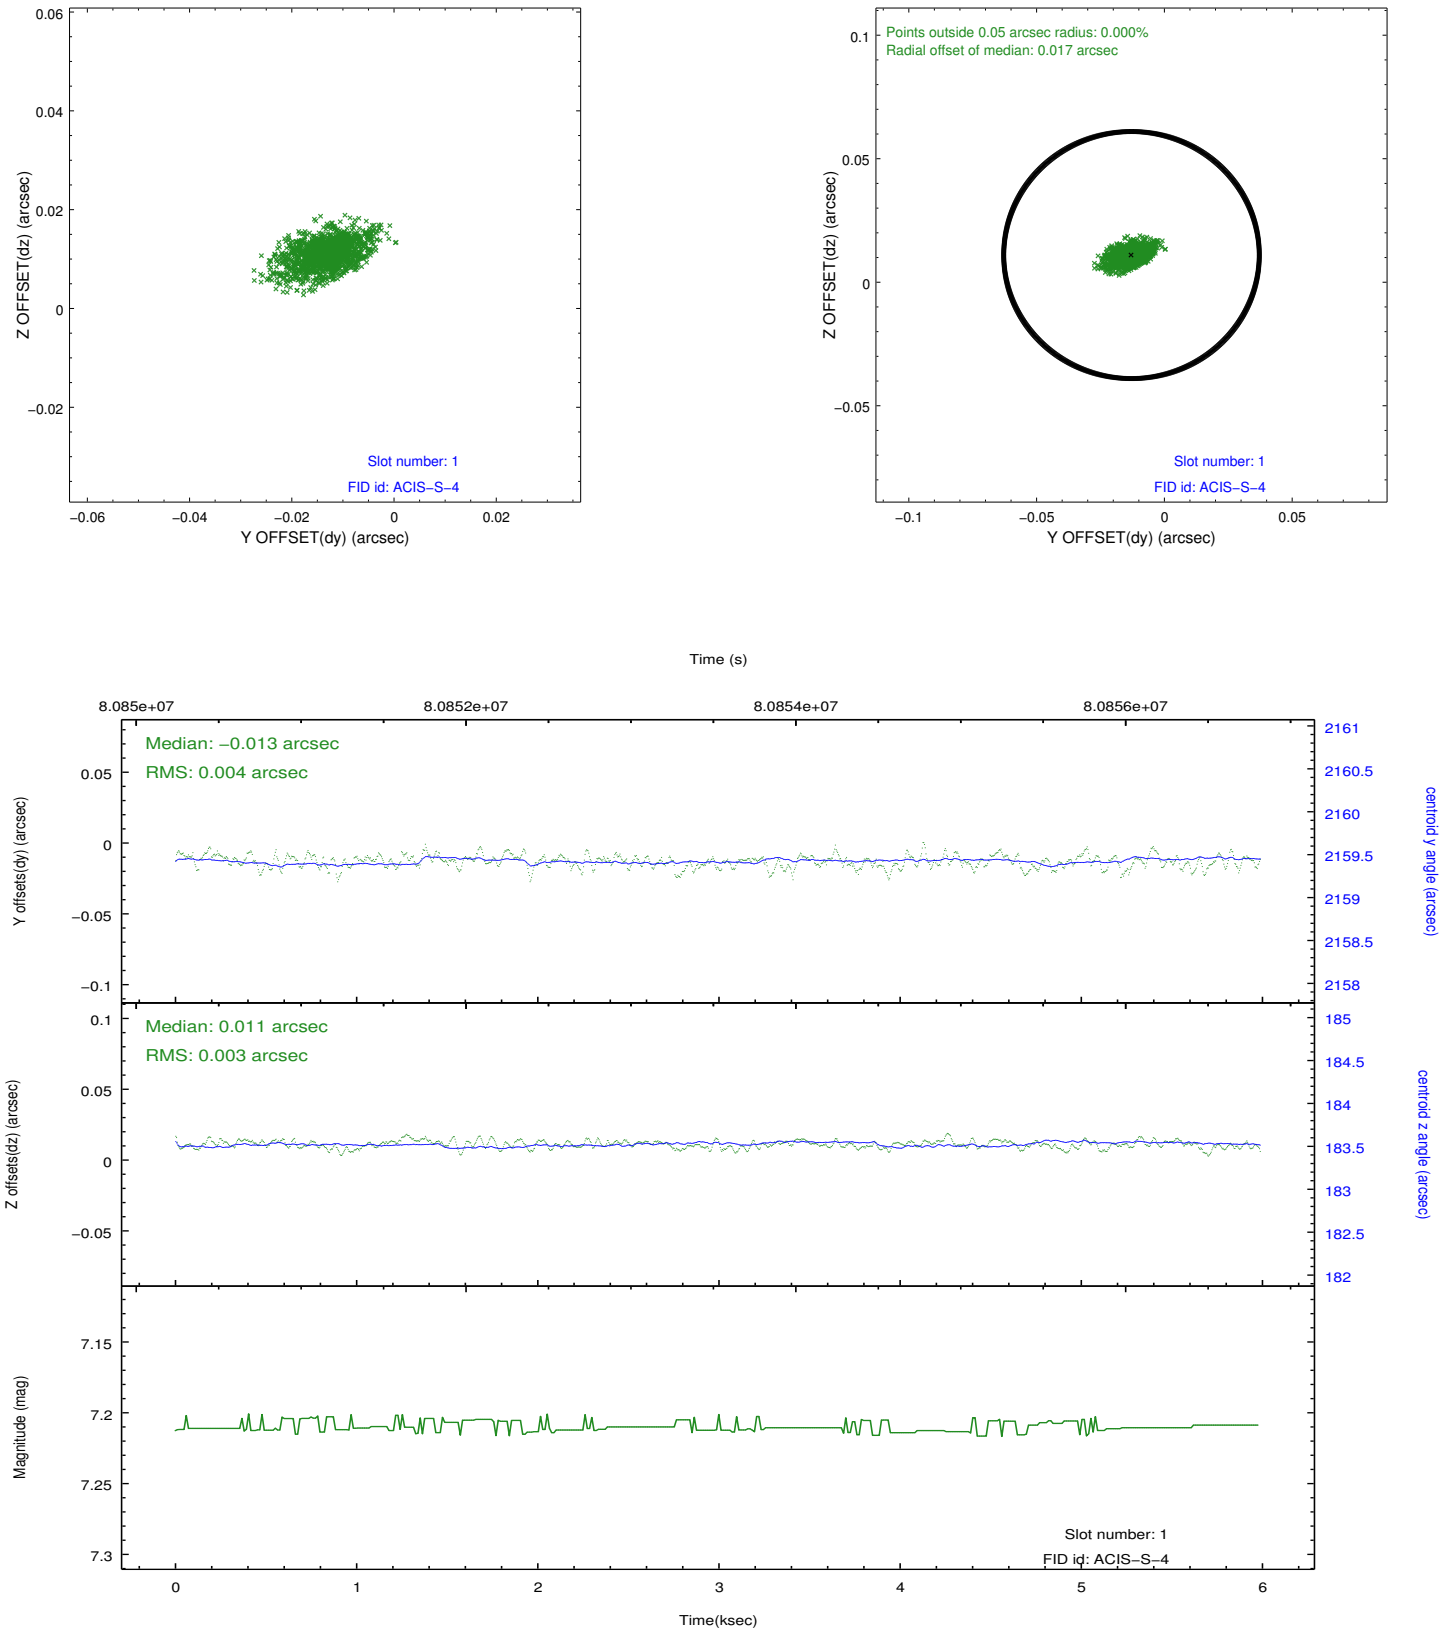 0.06
0.04
0.02
0
−0.02
Z OFFSET(dz) (arcsec)
Slot number: 1
FID id: ACIS−S−4
−0.06 −0.04 −0.02 0 0.02
Y OFFSET(dy) (arcsec)
Points outside 0.05 arcsec radius: 0.000%
Radial offset of median: 0.017 arcsec
0.1
0.05
0
−0.05
Z OFFSET(dz) (arcsec)
Slot number: 1
FID id: ACIS−S−4
−0.1 −0.05 0 0.05
Y OFFSET(dy) (arcsec)
Time (s)
8.085e+07 8.0852e+07 8.0854e+07 8.0856e+07
Median: −0.013 arcsec
RMS: 0.004 arcsec
0.05
0
−0.05
−0.1
Y offsets(dy) (arcsec)
2161
2160.5
2160
2159.5
2159
2158.5
2158
centroid y angle (arcsec)
Median: 0.011 arcsec
RMS: 0.003 arcsec
0.1
0.05
0
−0.05
Z offsets(dz) (arcsec)
185
184.5
184
183.5
183
182.5
182
centroid z angle (arcsec)
7.15
7.2
7.25
7.3
Magnitude (mag)
Slot number: 1
FID id: ACIS−S−4
0 1 2 3 4 5 6
Time(ksec)